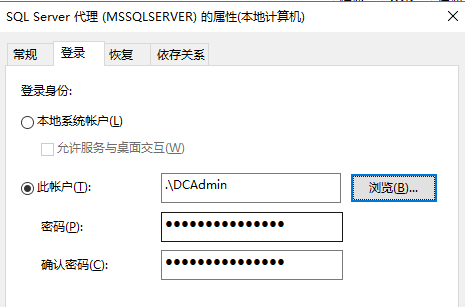 SQL Server 代理 (MSSQLSERVER) 的属性(本地计算机)
常规 登录 恢复 依存关系
登录身份:
本地系统帐户(L)
允许服务与桌面交互(W)
此帐户(T): .\DCAdmin 浏览(B)...
密码(P): ●●●●●●●●●●●●●●●
确认密码(C): ●●●●●●●●●●●●●●●